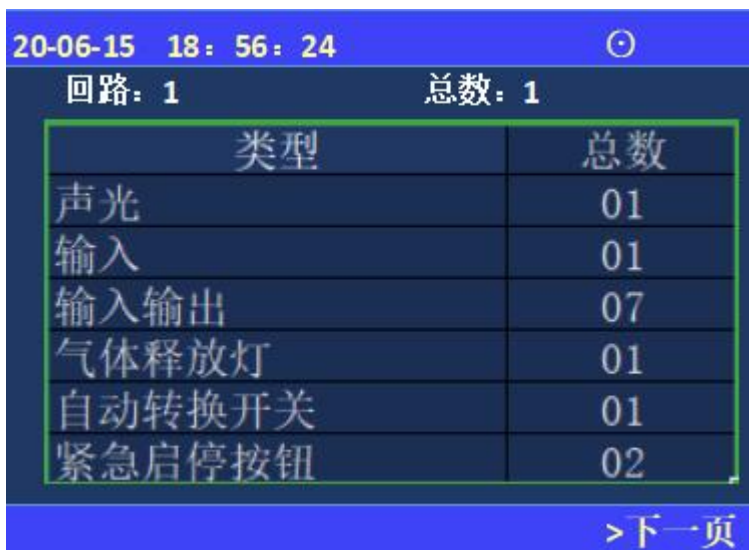 20-06-15 18：56：24
回路：1 总数：1
类型 总数
声光 01
输入 01
输入输出 07
气体释放灯 01
自动转换开关 01
紧急启停按钮 02
>下一页